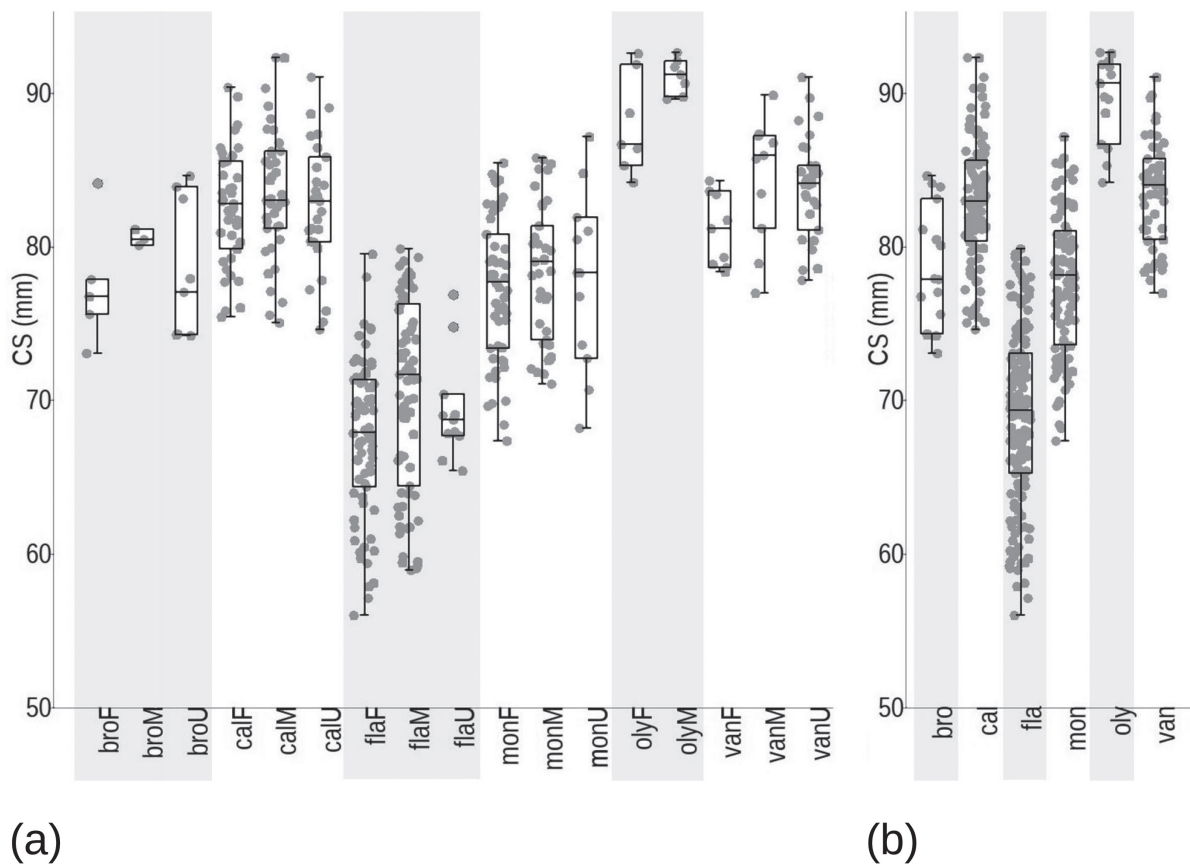 CS (mm)
90
80
70
60
50
broF
broM
broU
calF
calM
calU
flaF
flaM
flaU
monF
monM
monU
olyF
olyM
vanF
vanM
vanU
(a)
CS (mm)
90
80
70
60
50
bro
cal
fla
mon
oly
van
(b)